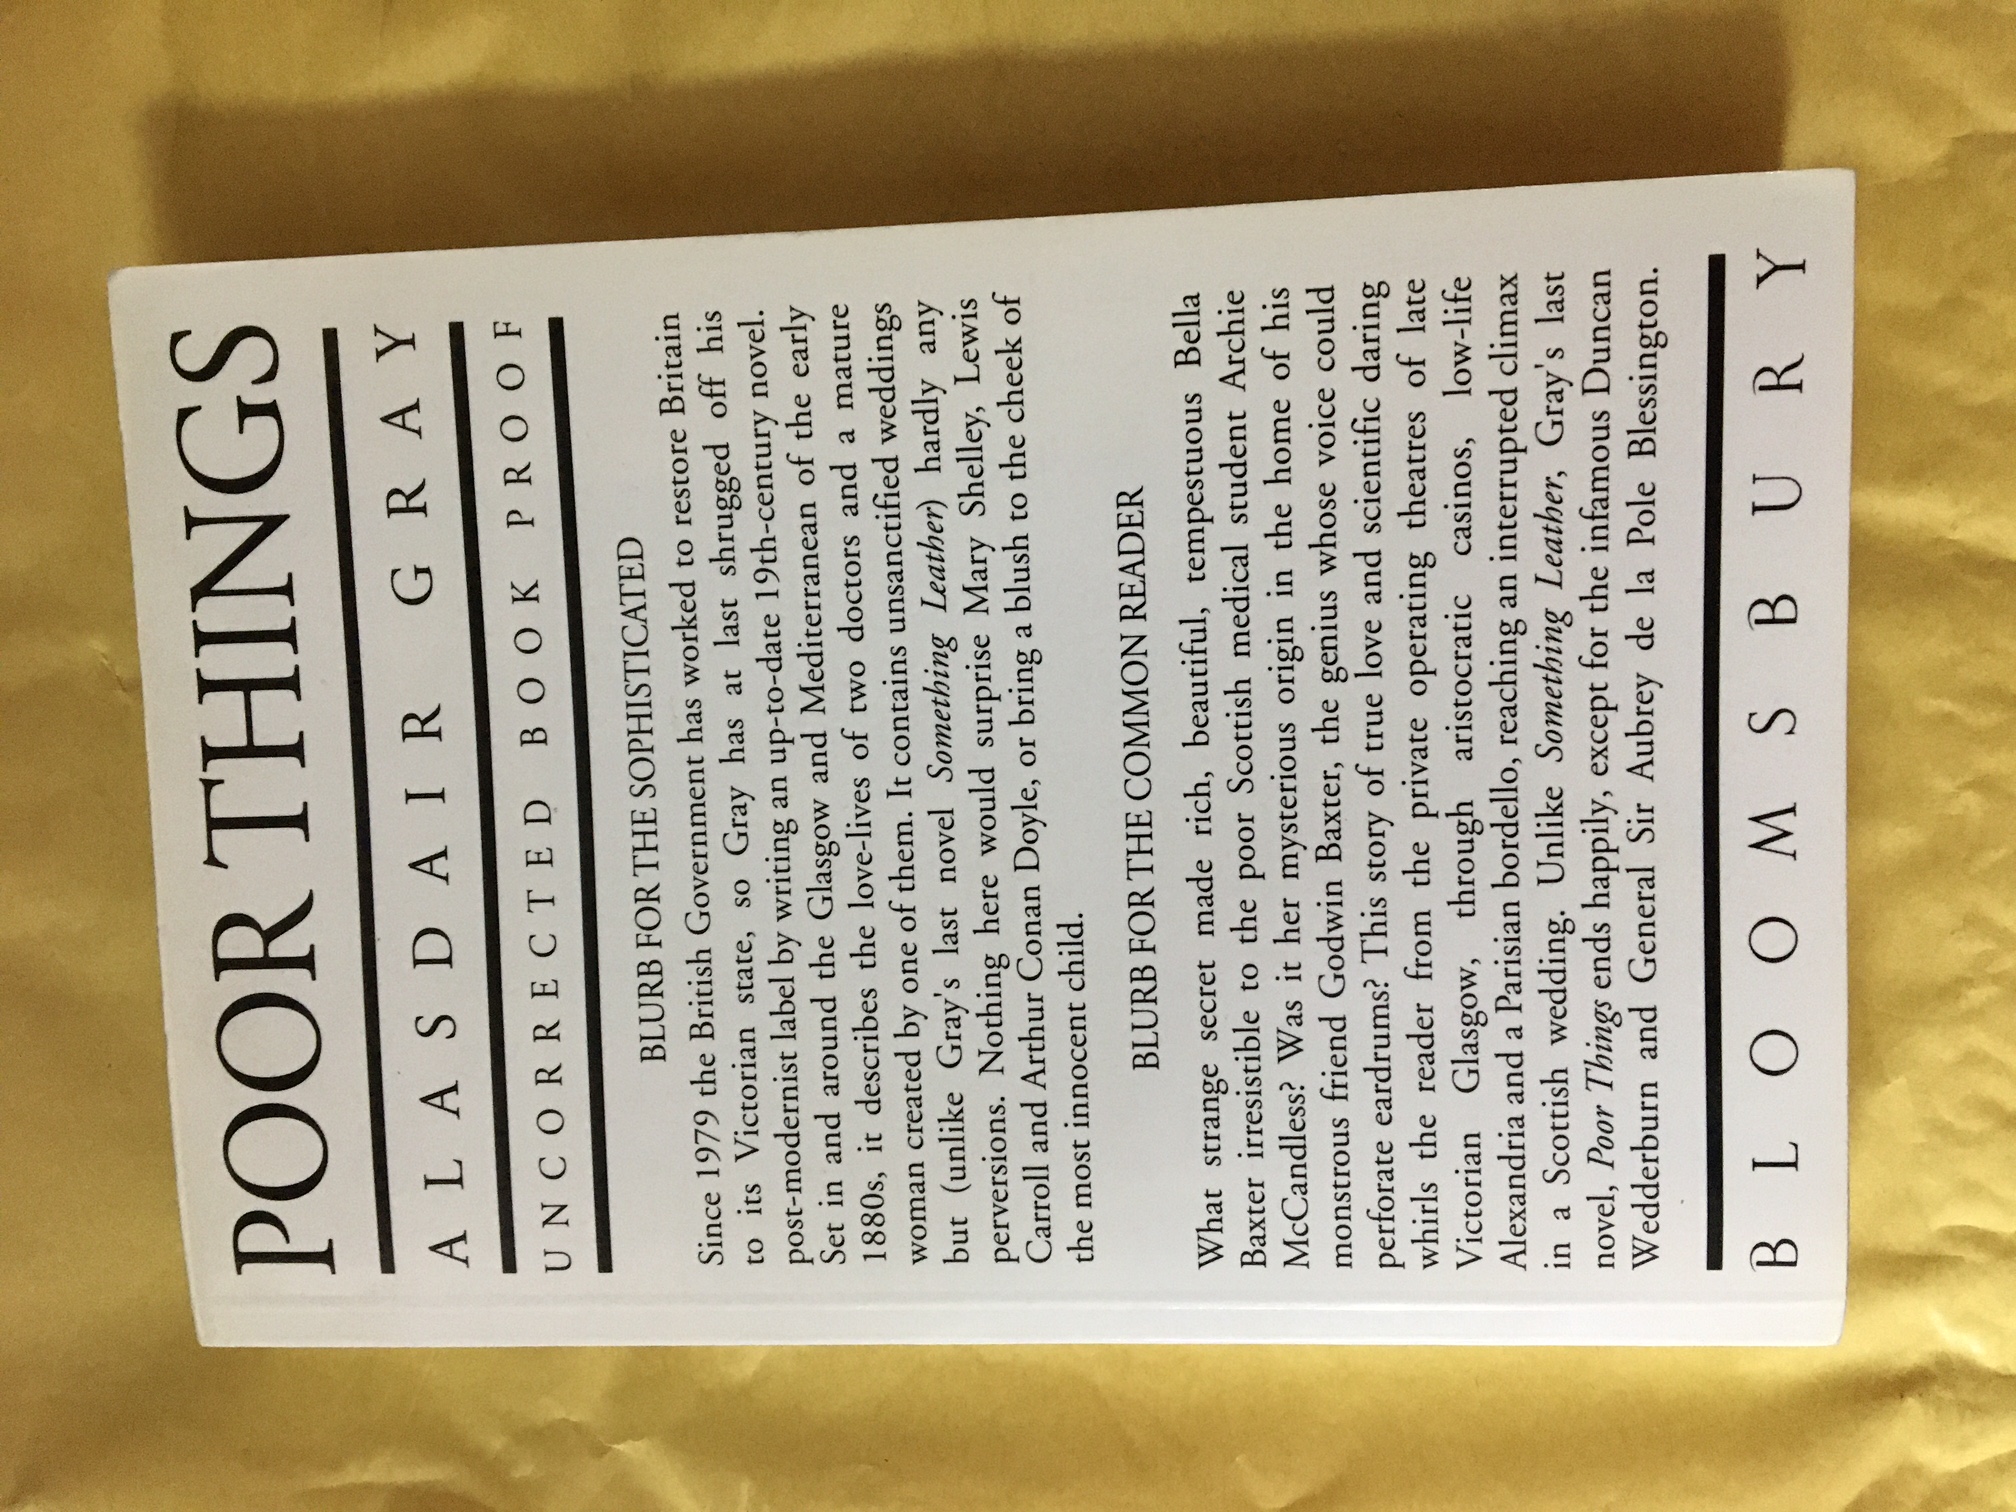 POOR THINGS
ALASDAIR GRAY
UNCORRECTED BOOK PROOF
BLURB FOR THE SOPHISTICATED
Since 1979 the British Government has worked to restore Britain
to its Victorian state, so Gray has at last shrugged off his
post-modernist label by writing an up-to-date 19th-century novel.
Set in and around the Glasgow and Mediterranean of the early
1880s, it describes the love-lives of two doctors and a mature
woman created by one of them. It contains unsanctified weddings
but (unlike Gray's last novel Something Leather) hardly any
perversions. Nothing here would surprise Mary Shelley, Lewis
Carroll and Arthur Conan Doyle, or bring a blush to the cheek of
the most innocent child.
BLURB FOR THE COMMON READER
What strange secret made rich, beautiful, tempestuous Bella
Baxter irresistible to the poor Scottish medical student Archie
McCandless? Was it her mysterious origin in the home of his
monstrous friend Godwin Baxter, the genius whose voice could
perforate eardrums? This story of true love and scientific daring
whirls the reader from the private operating theatres of late
Victorian Glasgow, through aristocratic casinos, low-life
Alexandria and a Parisian bordello, reaching an interrupted climax
in a Scottish wedding. Unlike Something Leather, Gray's last
novel, Poor Things ends happily, except for the infamous Duncan
Wedderburn and General Sir Aubrey de la Pole Blessington.
BLOOMSBURY